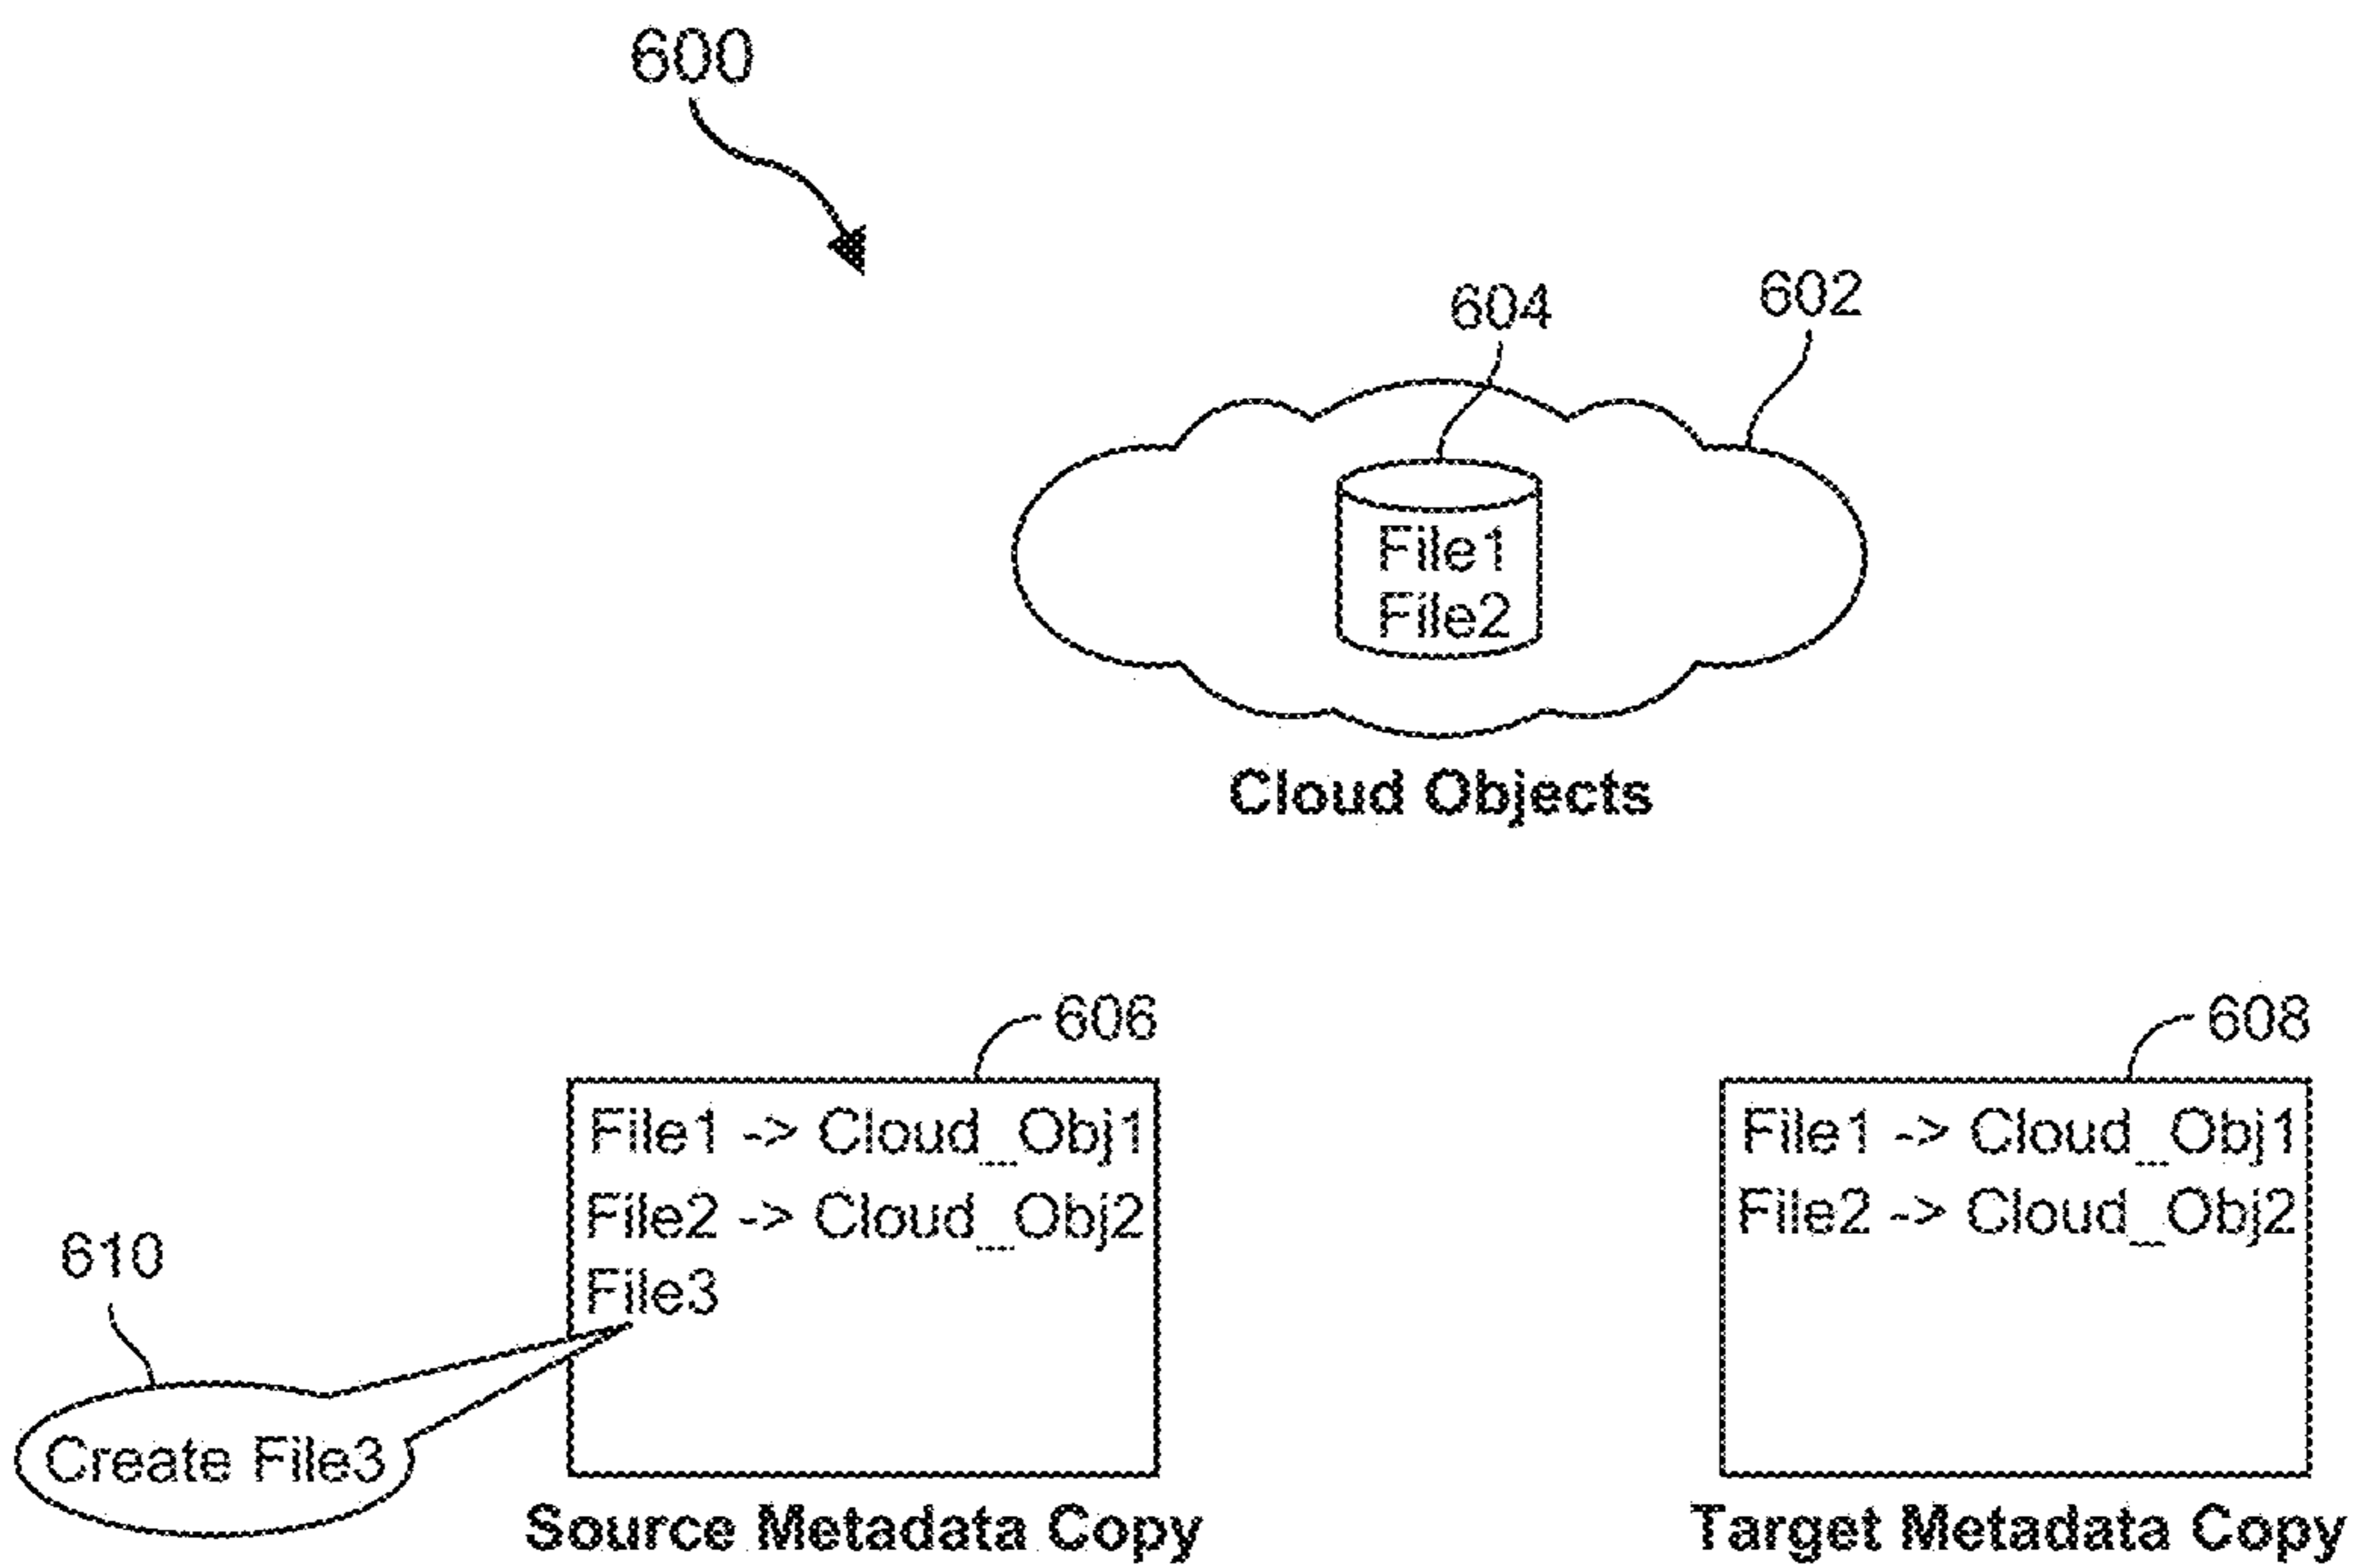 600
604
602
File1
File2
Cloud Objects
606
608
File1 -> Cloud_Obj1
File2 -> Cloud_Obj2
File3
File1 -> Cloud_Obj1
File2 -> Cloud_Obj2
610
Create File3
Source Metadata Copy
Target Metadata Copy